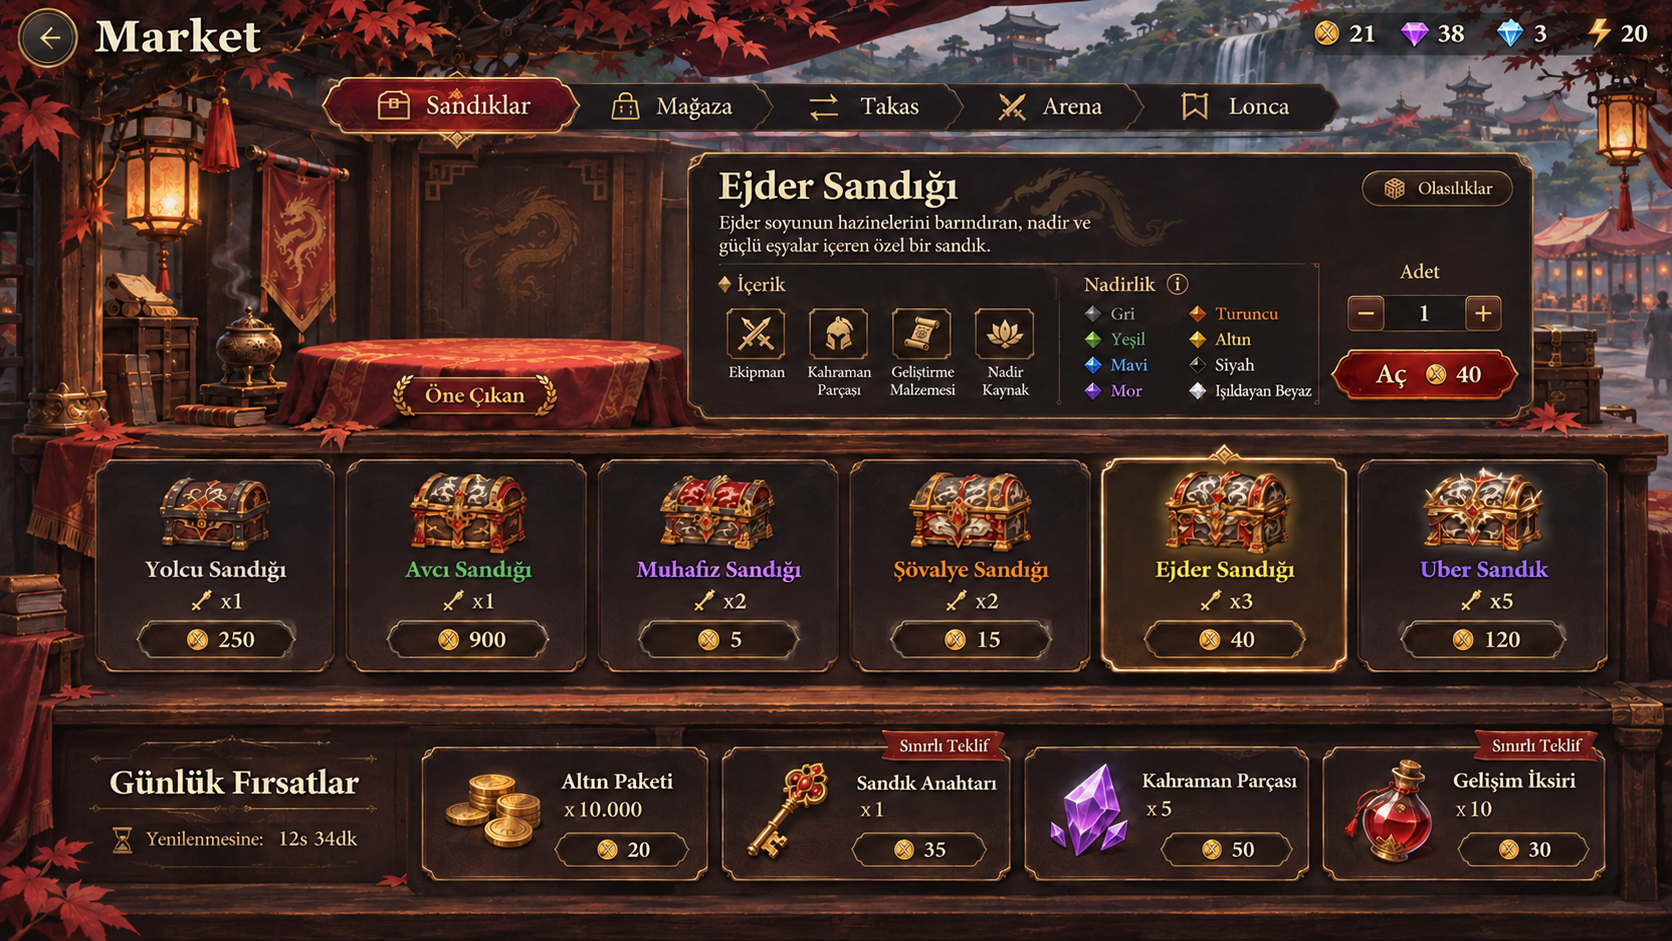 Market
21
38
3
20
Sandıklar
Mağaza
Takas
Arena
Lonca
Ejder Sandığı
Ejder soyunun hazinelerini barındıran, nadir ve
güçlü eşyalar içeren özel bir sandık.
Olasılıklar
İçerik
Ekipman
Kahraman
Parçası
Geliştirme
Malzemesi
Nadir
Kaynak
Nadirlik
Gri
Yeşil
Mavi
Mor
Turuncu
Altın
Siyah
Işıldayan Beyaz
Adet
− 1 +
Aç 40
Öne Çıkan
Yolcu Sandığı
x1
250
Avcı Sandığı
x1
900
Muhafız Sandığı
x2
5
Şövalye Sandığı
x2
15
Ejder Sandığı
x3
40
Uber Sandık
x5
120
Günlük Fırsatlar
Yenilenmesine: 12s 34dk
Altın Paketi
x10.000
20
Sınırlı Teklif
Sandık Anahtarı
x1
35
Kahraman Parçası
x5
50
Sınırlı Teklif
Gelişim İksiri
x10
30